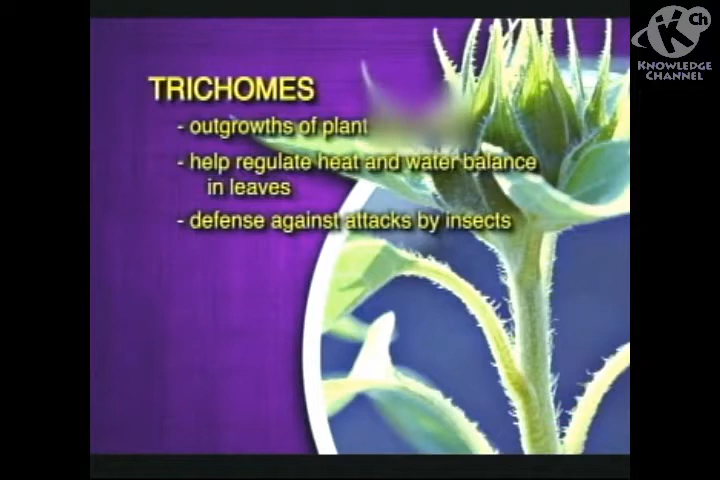 Ch
KNOWLEDGE
CHANNEL
TRICHOMES
- outgrowths of plant
- help regulate heat and water balance
in leaves
- defense against attacks by insects